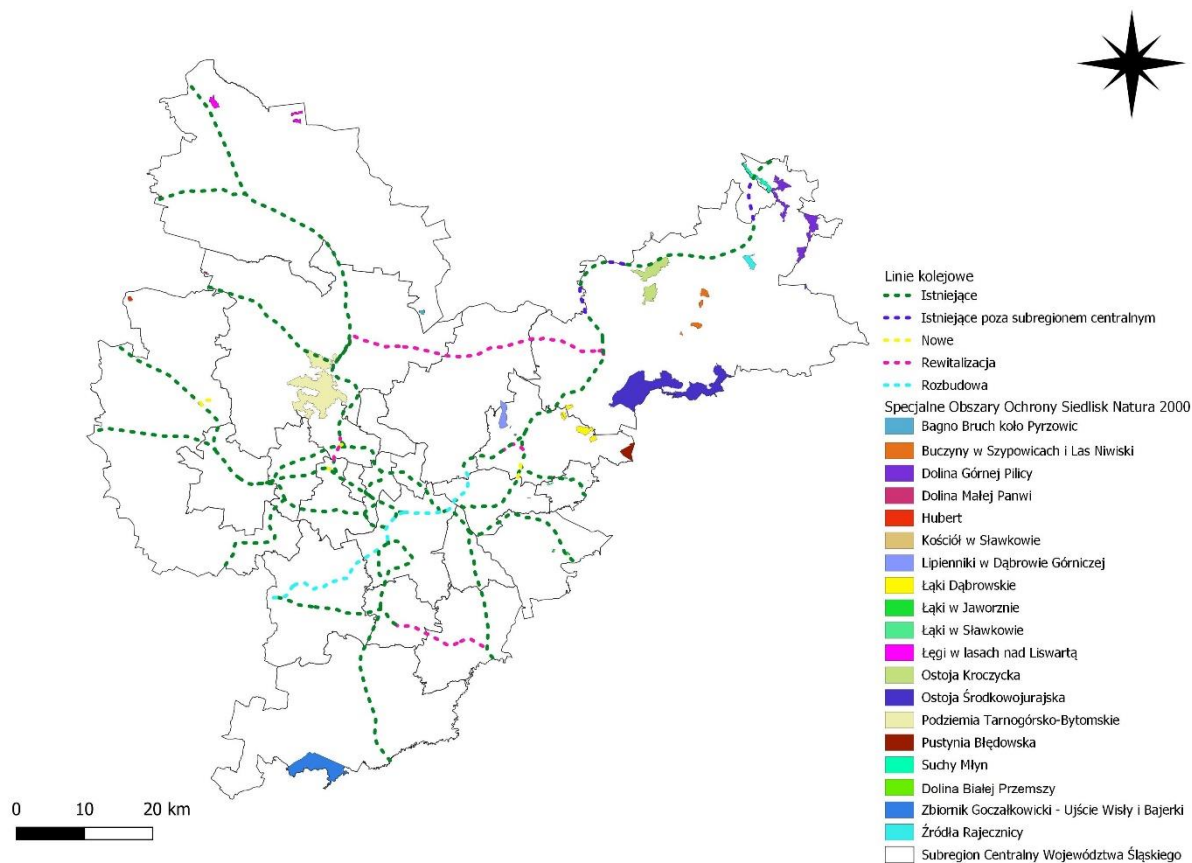 Linie kolejowe
Istniejące
Istniejące poza subregionem centralnym
Nowe
Rewitalizacja
Rozbudowa
Specjalne Obszary Ochrony Siedlisk Natura 2000
Bagno Bruch koło Pyrzowic
Buczyny w Szypowicach i Las Niwiski
Dolina Górnej Pilicy
Dolina Małej Panwi
Hubert
Kościół w Sławkowie
Lipienniki w Dąbrowie Górniczej
Łąki Dąbrowskie
Łąki w Jaworznie
Łąki w Sławkowie
Łęgi w lasach nad Liswartą
Ostoja Kroczycka
Ostoja Środkowojurajska
Podziemia Tarnogórsko-Bytomskie
Pustynia Błędowska
Suchy Młyn
Dolina Białej Przemszy
Zbiornik Goczałkowicki - Ujście Wisły i Bajerki
Źródła Rajecznicy
Subregion Centralny Województwa Śląskiego
0 10 20 km